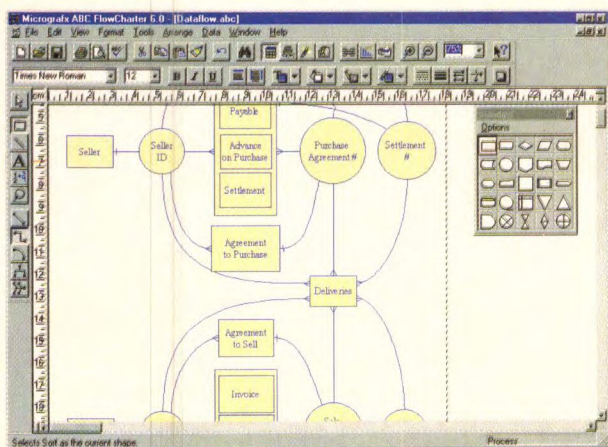 Micrografx ABC FlowCharter 6.0 - [Dataflow.abc]
File Edit View Format Tools Arrange Data Window Help
75%
Times New Roman 12 B I U
cm
Options
Payable
Seller
Seller ID
Advance on Purchase
Purchase Agreement #
Settlement #
Settlement
Agreement to Purchase
Deliveries
Agreement to Sell
Invoice
Selects Sort as the current shape.
Process